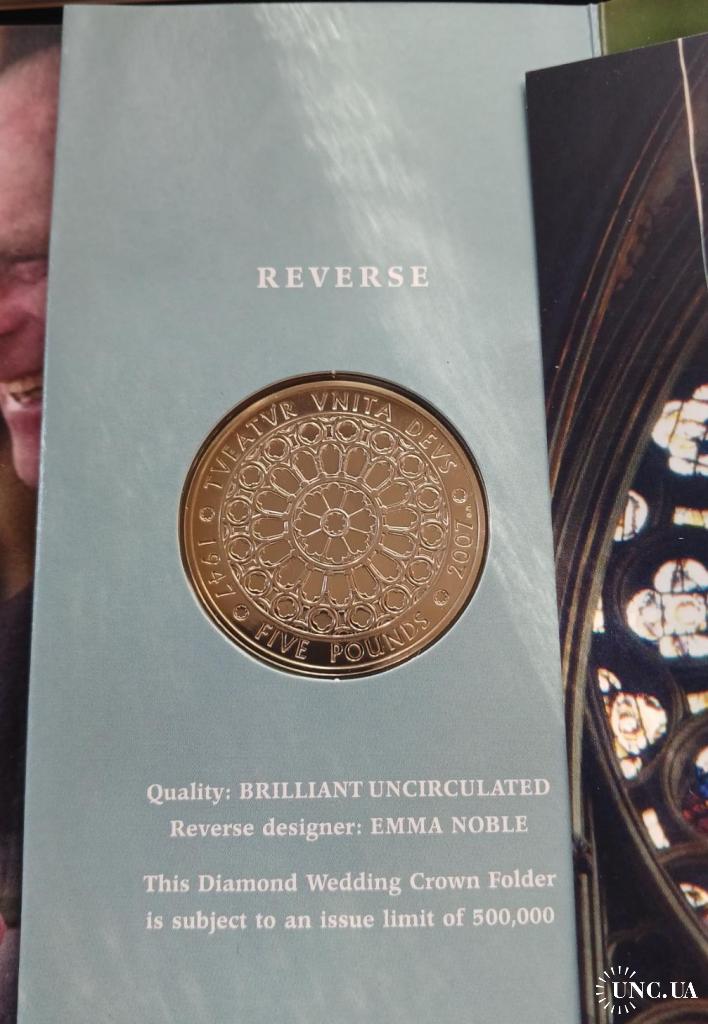 REVERSE
TVEATVR VNITA DEVS
1947
2007
FIVE POUNDS
Quality: BRILLIANT UNCIRCULATED
Reverse designer: EMMA NOBLE
This Diamond Wedding Crown Folder
is subject to an issue limit of 500,000
UNC.UA